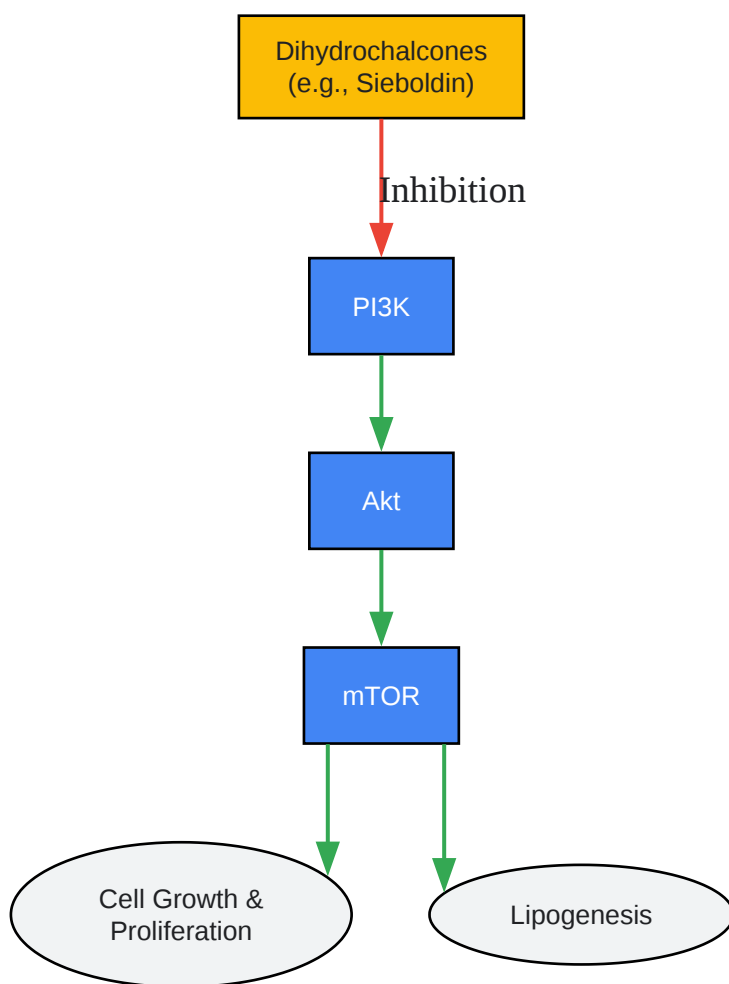 Dihydrochalcones
(e.g., Sieboldin)
Inhibition
PI3K
Akt
mTOR
Cell Growth &
Proliferation
Lipogenesis